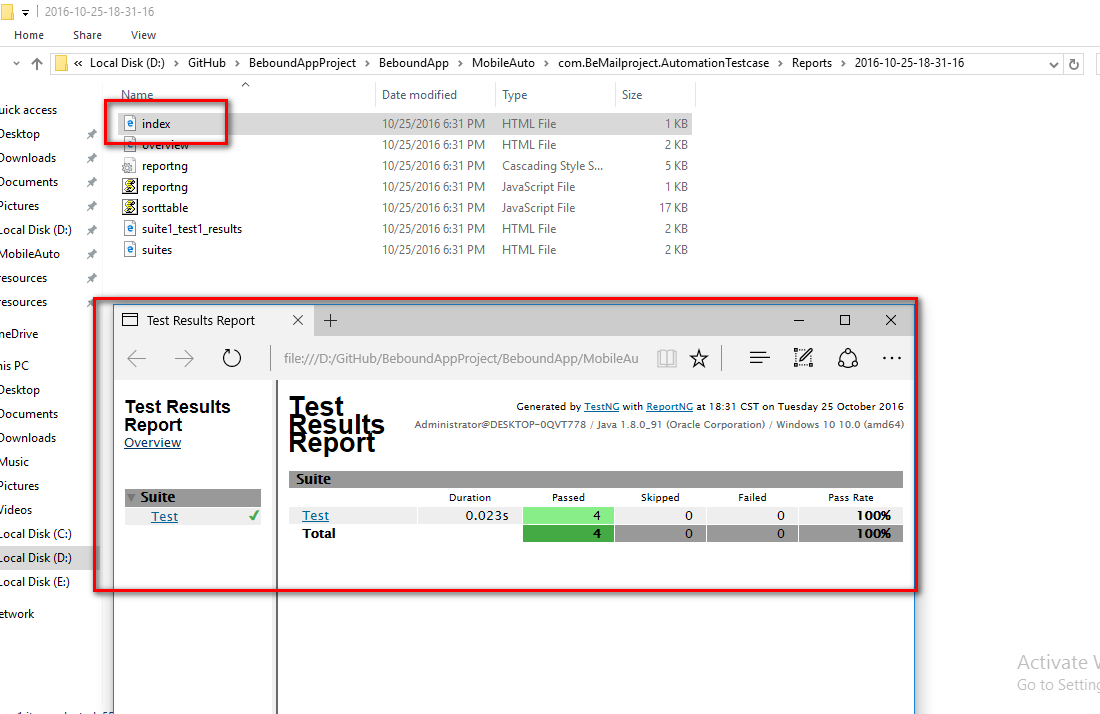 2016-10-25-18-31-16
Home Share View
« Local Disk (D:) > GitHub > BeboundAppProject > BeboundApp > MobileAuto > com.BeMailproject.AutomationTestcase > Reports > 2016-10-25-18-31-16
Name Date modified Type Size
index 10/25/2016 6:31 PM HTML File 1 KB
overview 10/25/2016 6:31 PM HTML File 2 KB
reportng 10/25/2016 6:31 PM Cascading Style S... 5 KB
reportng 10/25/2016 6:31 PM JavaScript File 1 KB
sorttable 10/25/2016 6:31 PM JavaScript File 17 KB
suite1_test1_results 10/25/2016 6:31 PM HTML File 2 KB
suites 10/25/2016 6:31 PM HTML File 2 KB
uick access
Desktop
Downloads
Documents
Pictures
Local Disk (D:)
MobileAuto
resources
resources
neDrive
his PC
Desktop
Documents
Downloads
Music
Pictures
Videos
Local Disk (C:)
Local Disk (D:)
Local Disk (E:)
etwork
Test Results Report
file:///D:/GitHub/BeboundAppProject/BeboundApp/MobileAu
Test Results
Report
Overview
Suite
Test
Test
Results
Report
Generated by TestNG with ReportNG at 18:31 CST on Tuesday 25 October 2016
Administrator@DESKTOP-0QVT778 / Java 1.8.0_91 (Oracle Corporation) / Windows 10 10.0 (amd64)
Suite
Duration Passed Skipped Failed Pass Rate
Test 0.023s 4 0 0 100%
Total 4 0 0 100%
Activate W
Go to Setting